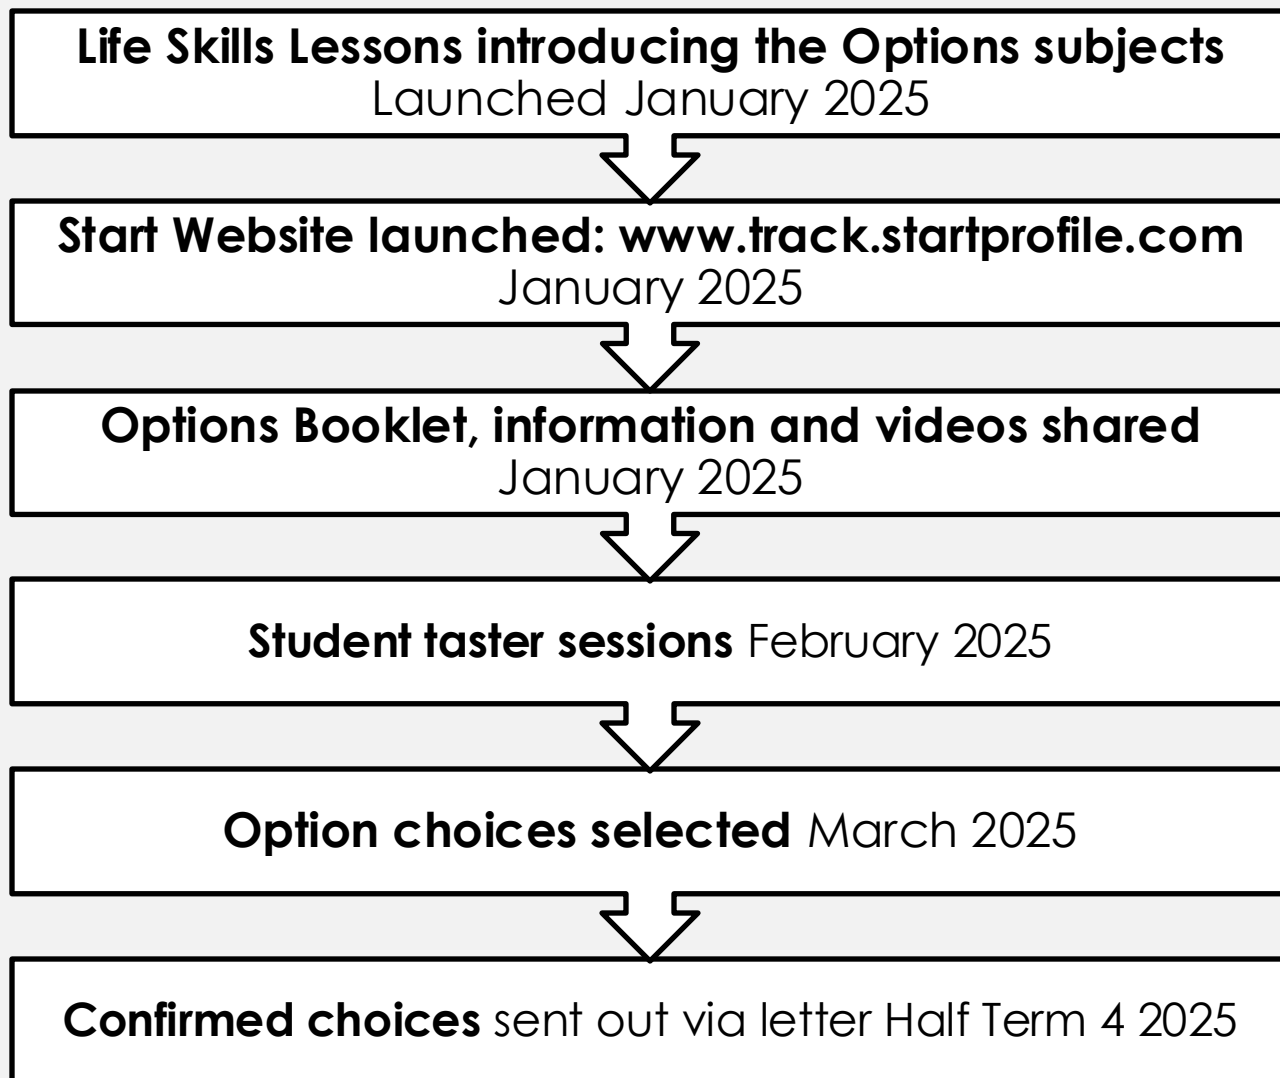 Life Skills Lessons introducing the Options subjects
Launched January 2025
Start Website launched: www.track.startprofile.com
January 2025
Options Booklet, information and videos shared
January 2025
Student taster sessions February 2025
Option choices selected March 2025
Confirmed choices sent out via letter Half Term 4 2025